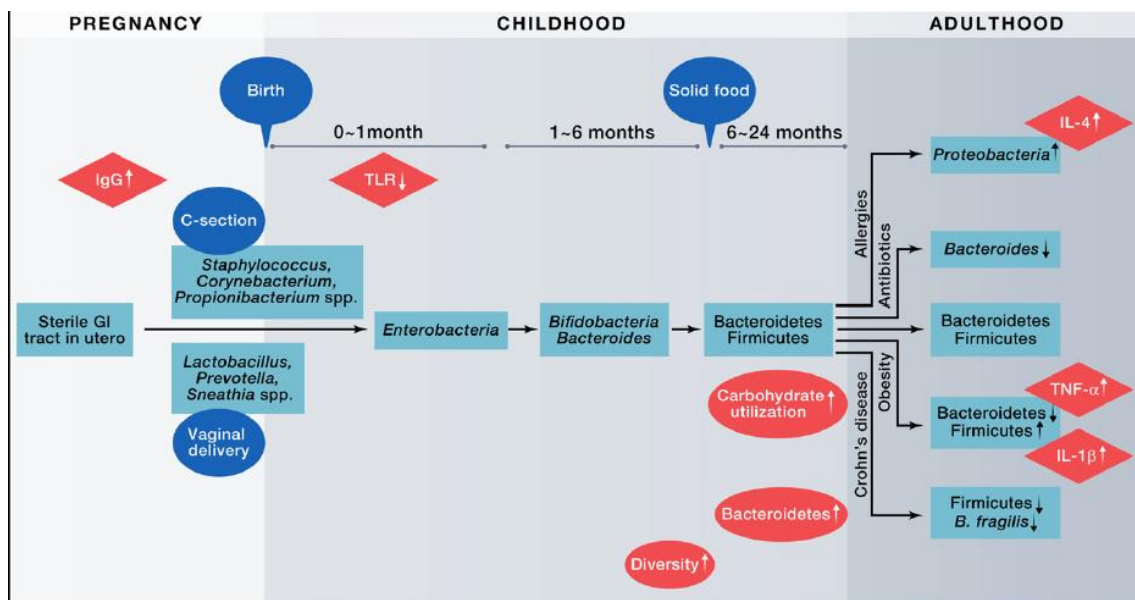 PREGNANCY
CHILDHOOD
ADULTHOOD
Birth
Solid food
0~1month
1~6 months
6~24 months
IL-4↑
Proteobacteria↑
IgG↑
TLR↓
C-section
Staphylococcus,
Corynebacterium,
Propionibacterium spp.
Allergies
Antibiotics
Bacteroides↓
Sterile GI
tract in utero
Enterobacteria
Bifidobacteria
Bacteroides
Bacteroidetes
Firmicutes
Bacteroidetes
Firmicutes
Lactobacillus,
Prevotella,
Sneathia spp.
Vaginal
delivery
Carbohydrate
utilization↑
Crohn's disease
Obesity
TNF-α↑
Bacteroidetes↓
Firmicutes↑
IL-1β↑
Bacteroidetes↑
Firmicutes↓
B. fragilis↓
Diversity↑